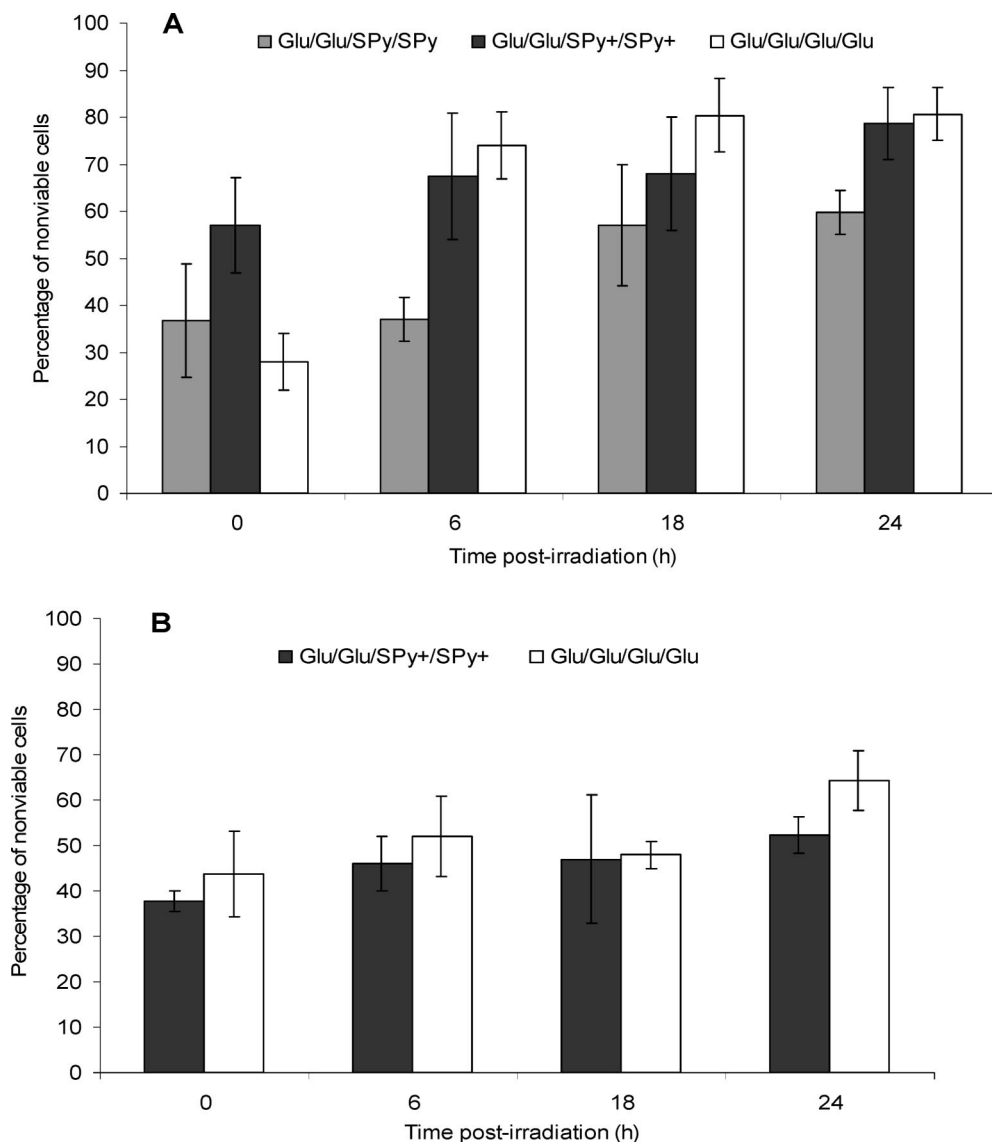 A
Glu/Glu/SPy/SPy Glu/Glu/SPy+/SPy+ Glu/Glu/Glu/Glu
Percentage of nonviable cells
100
90
80
70
60
50
40
30
20
10
0
0 6 18 24
Time post-irradiation (h)
B
Glu/Glu/SPy+/SPy+ Glu/Glu/Glu/Glu
Percentage of nonviable cells
100
90
80
70
60
50
40
30
20
10
0
0 6 18 24
Time post-irradiation (h)